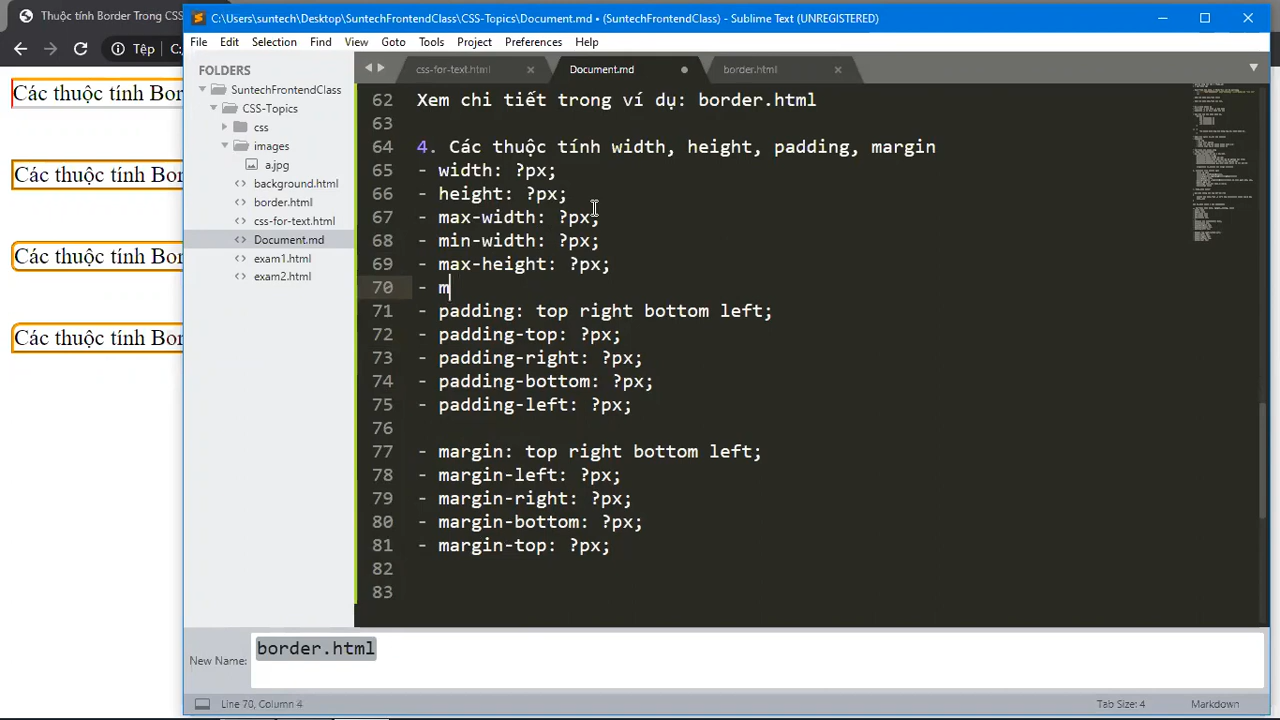 Thuộc tính Border Trong CSS
Tệp
C:
Các thuộc tính Bor
Các thuộc tính Bor
Các thuộc tính Bor
Các thuộc tính Bor
C:\Users\suntech\Desktop\SuntechFrontendClass\CSS-Topics\Document.md • (SuntechFrontendClass) - Sublime Text (UNREGISTERED)
File Edit Selection Find View Goto Tools Project Preferences Help
FOLDERS
SuntechFrontendClass
CSS-Topics
css
images
a.jpg
background.html
border.html
css-for-text.html
Document.md
exam1.html
exam2.html
css-for-text.html
Document.md
border.html
62 Xem chi tiết trong ví dụ: border.html
63
64 4. Các thuộc tính width, height, padding, margin
65 - width: ?px;
66 - height: ?px;
67 - max-width: ?px;
68 - min-width: ?px;
69 - max-height: ?px;
70 - m
71 - padding: top right bottom left;
72 - padding-top: ?px;
73 - padding-right: ?px;
74 - padding-bottom: ?px;
75 - padding-left: ?px;
76
77 - margin: top right bottom left;
78 - margin-left: ?px;
79 - margin-right: ?px;
80 - margin-bottom: ?px;
81 - margin-top: ?px;
82
83
New Name: border.html
Line 70, Column 4
Tab Size: 4
Markdown